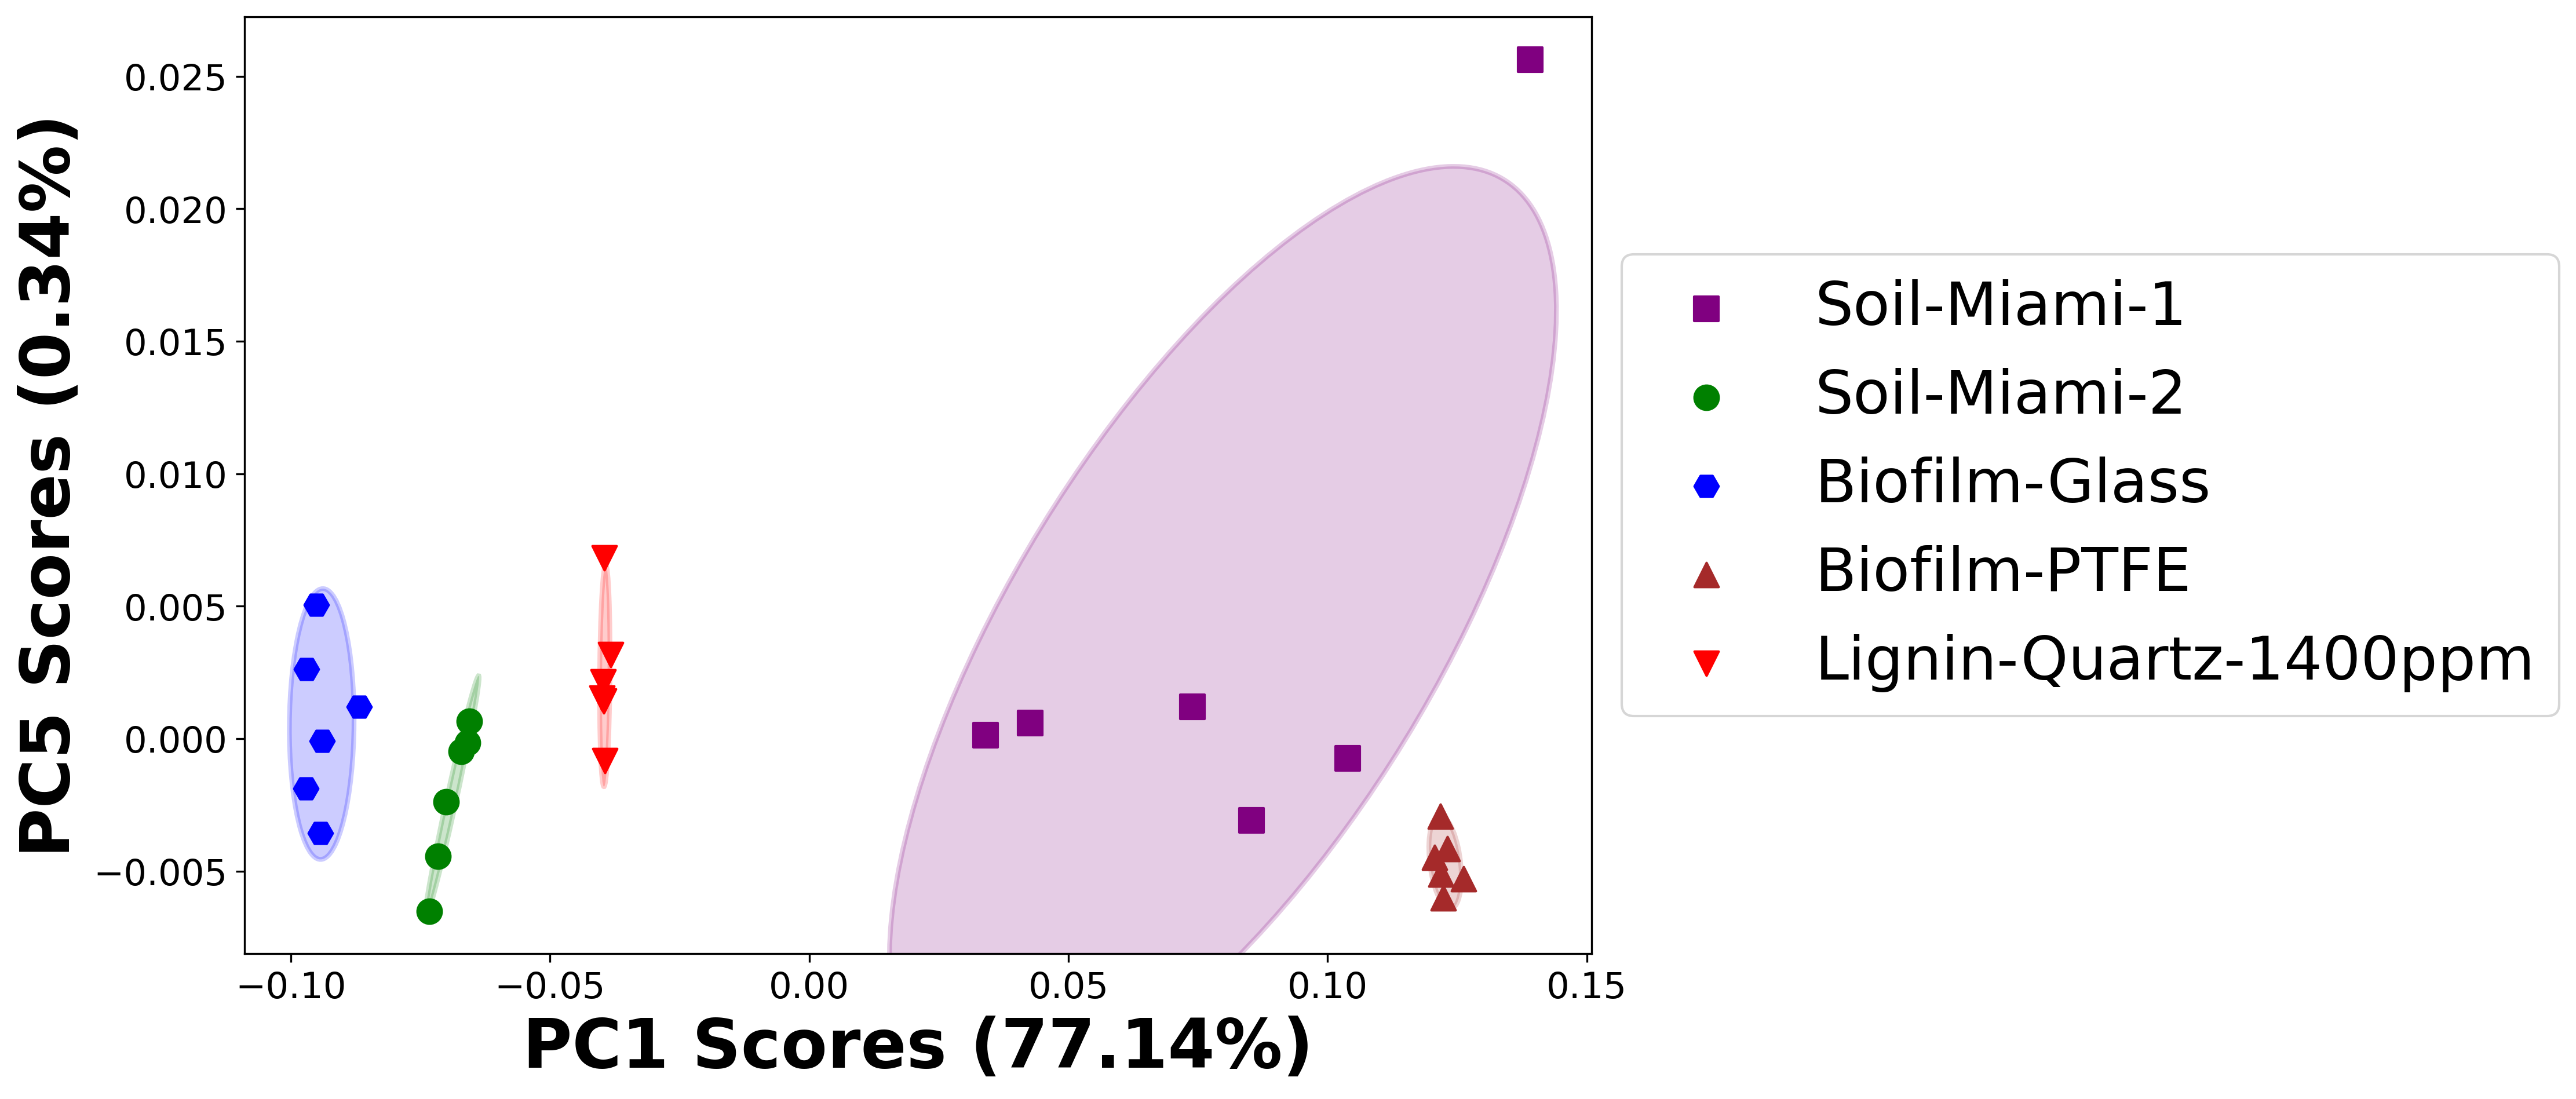 PC5 Scores (0.34%)
0.025
0.020
0.015
0.010
0.005
0.000
−0.005
−0.10
−0.05
0.00
0.05
0.10
0.15
PC1 Scores (77.14%)
Soil-Miami-1
Soil-Miami-2
Biofilm-Glass
Biofilm-PTFE
Lignin-Quartz-1400ppm